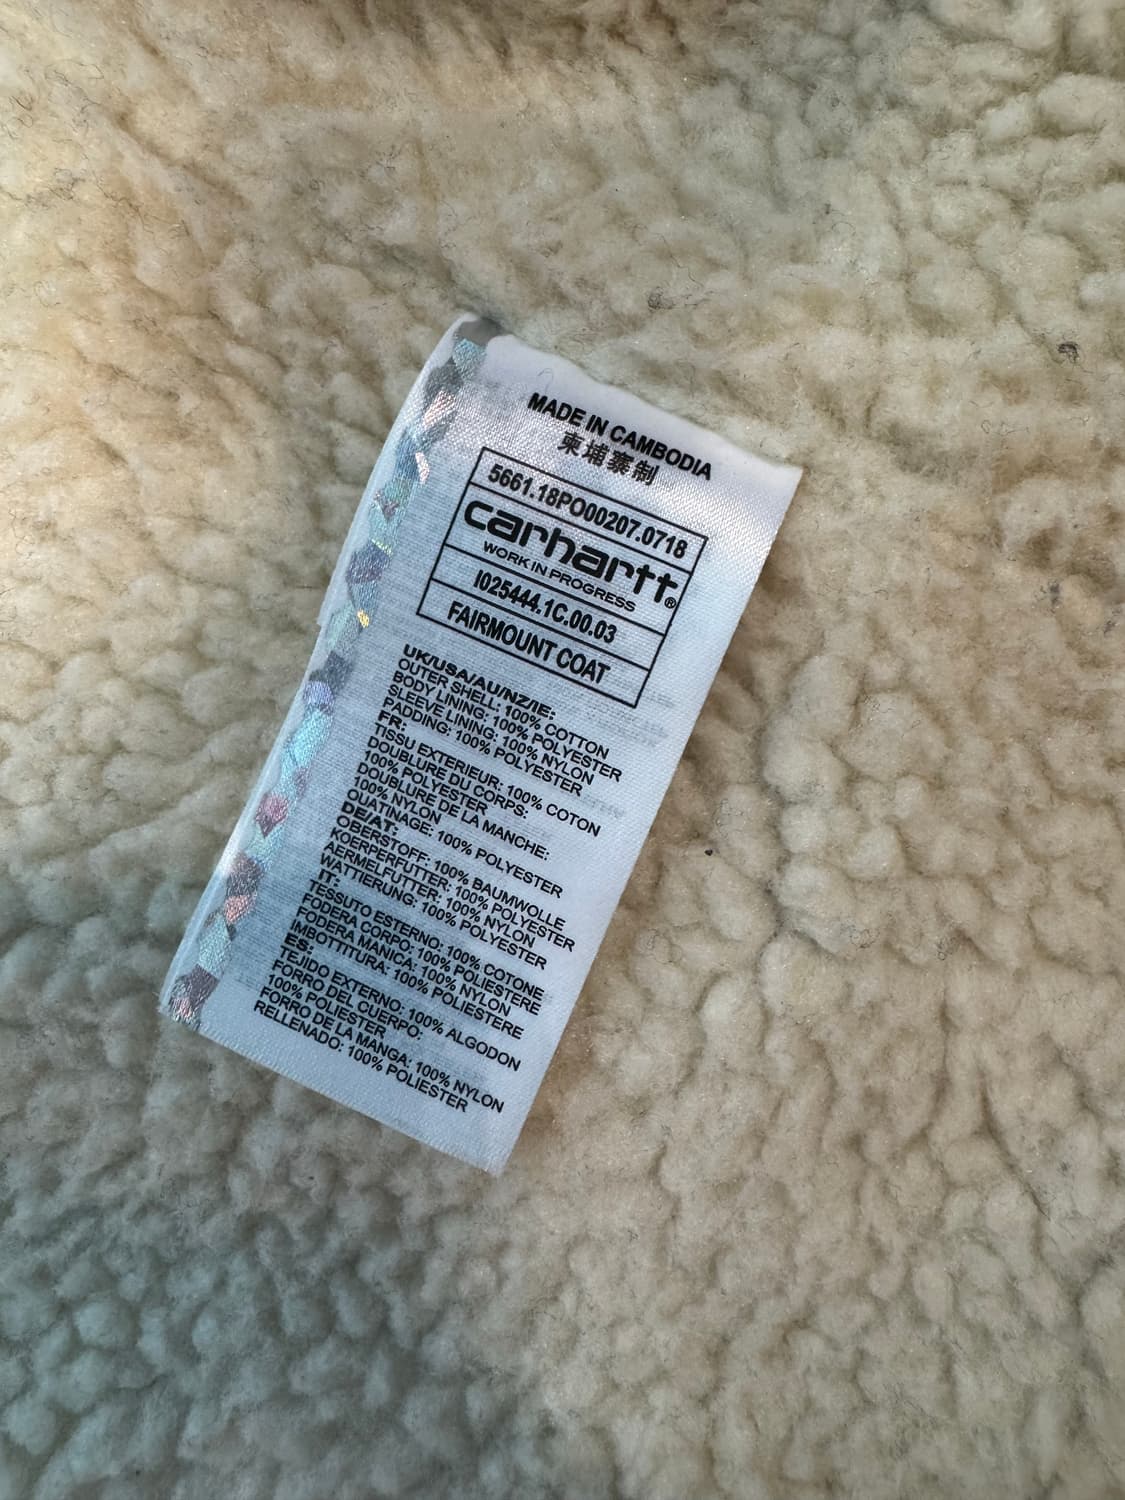 MADE IN CAMBODIA
柬埔寨制
5661.18PO00207.0718
carhartt®
WORK IN PROGRESS
I025444.1C.00.03
FAIRMOUNT COAT
UK/USA/AU/NZ/IE:
OUTER SHELL: 100% COTTON
BODY LINING: 100% POLYESTER
SLEEVE LINING: 100% NYLON
PADDING: 100% POLYESTER
FR:
TISSU EXTERIEUR: 100% COTON
DOUBLURE DU CORPS:
100% POLYESTER
DOUBLURE DE LA MANCHE:
100% NYLON
OUATINAGE: 100% POLYESTER
DE/AT:
OBERSTOFF: 100% BAUMWOLLE
KOERPERFUTTER: 100% POLYESTER
AERMELFUTTER: 100% NYLON
WATTIERUNG: 100% POLYESTER
IT:
TESSUTO ESTERNO: 100% COTONE
FODERA CORPO: 100% POLIESTERE
FODERA MANICA: 100% NYLON
IMBOTTITURA: 100% POLIESTERE
ES:
TEJIDO EXTERNO: 100% ALGODON
FORRO DEL CUERPO:
100% POLIESTER
FORRO DE LA MANGA: 100% NYLON
RELLENADO: 100% POLIESTER